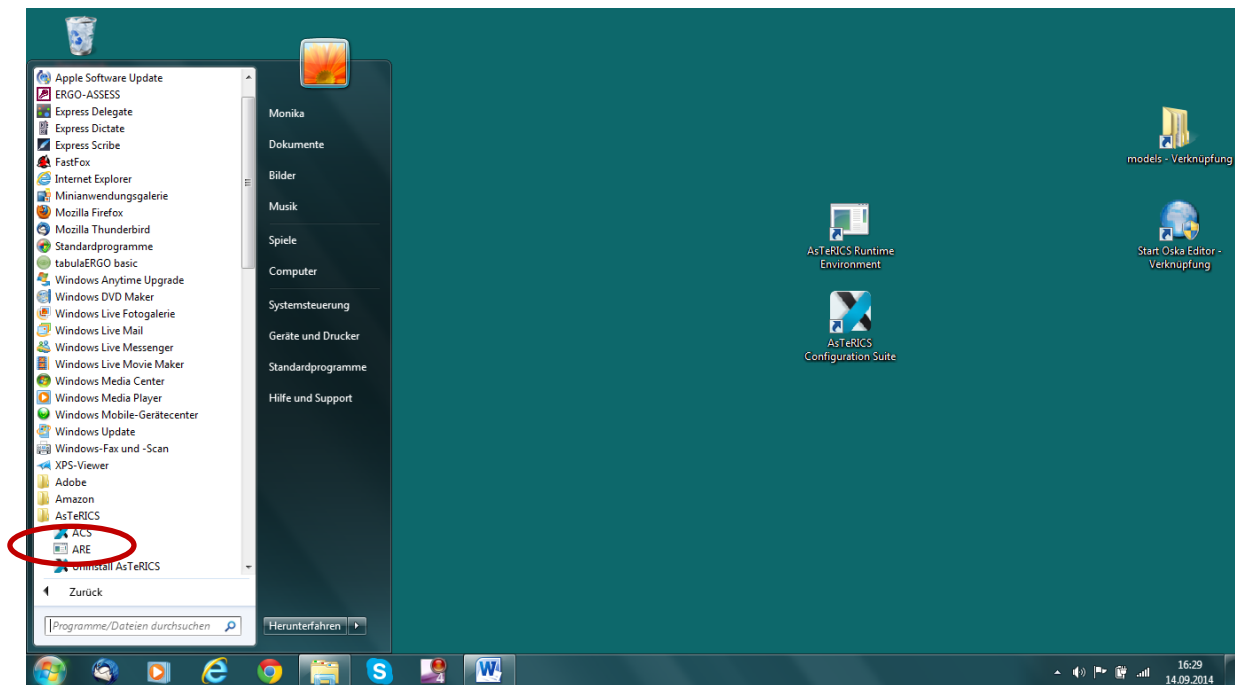 Apple Software Update
ERGO-ASSESS
Express Delegate
Express Dictate
Express Scribe
FastFox
Internet Explorer
Minianwendungsgalerie
Mozilla Firefox
Mozilla Thunderbird
Standardprogramme
tabulaERGO basic
Windows Anytime Upgrade
Windows DVD Maker
Windows Live Fotogalerie
Windows Live Mail
Windows Live Messenger
Windows Live Movie Maker
Windows Media Center
Windows Media Player
Windows Mobile-Gerätecenter
Windows Update
Windows-Fax und -Scan
XPS-Viewer
Adobe
Amazon
AsTeRICS
ACS
ARE
Uninstall AsTeRICS
Zurück
Programme/Dateien durchsuchen
Monika
Dokumente
Bilder
Musik
Spiele
Computer
Systemsteuerung
Geräte und Drucker
Standardprogramme
Hilfe und Support
Herunterfahren
AsTeRICS Runtime
Environment
AsTeRICS
Configuration Suite
models - Verknüpfung
Start Oska Editor -
Verknüpfung
16:29
14.09.2014